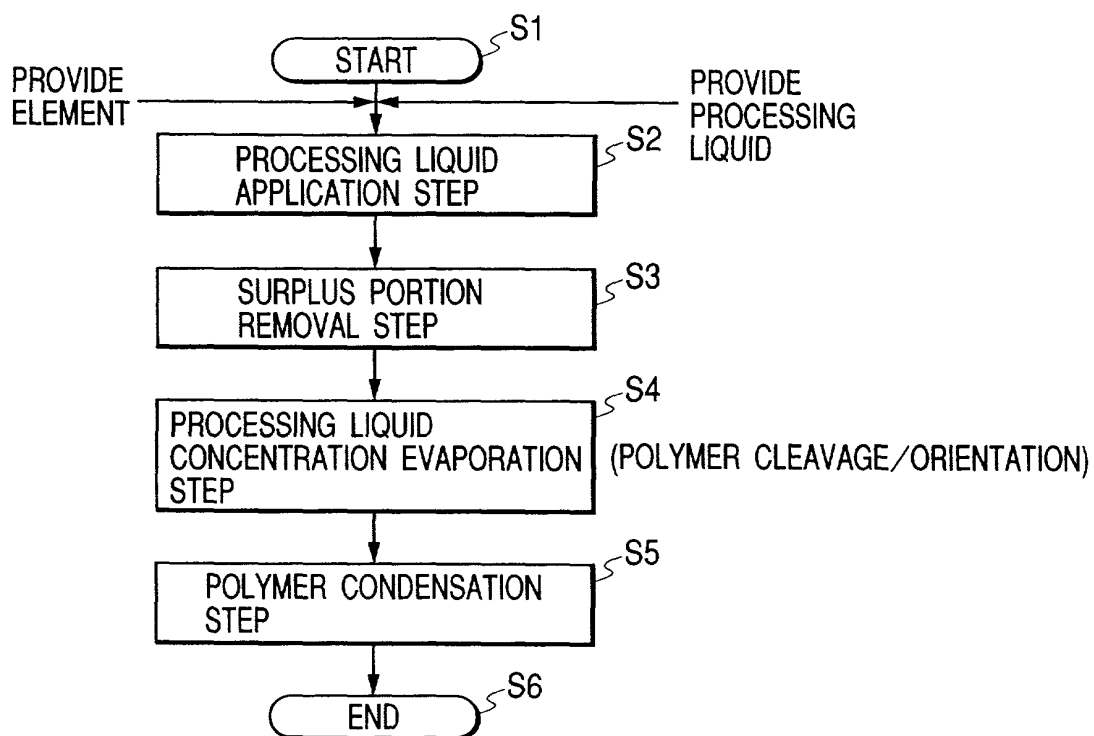 START
S1
PROVIDE
ELEMENT
PROVIDE
PROCESSING
LIQUID
PROCESSING LIQUID
APPLICATION STEP
S2
SURPLUS PORTION
REMOVAL STEP
S3
PROCESSING LIQUID
CONCENTRATION EVAPORATION
STEP
S4
(POLYMER CLEAVAGE/ORIENTATION)
POLYMER CONDENSATION
STEP
S5
END
S6